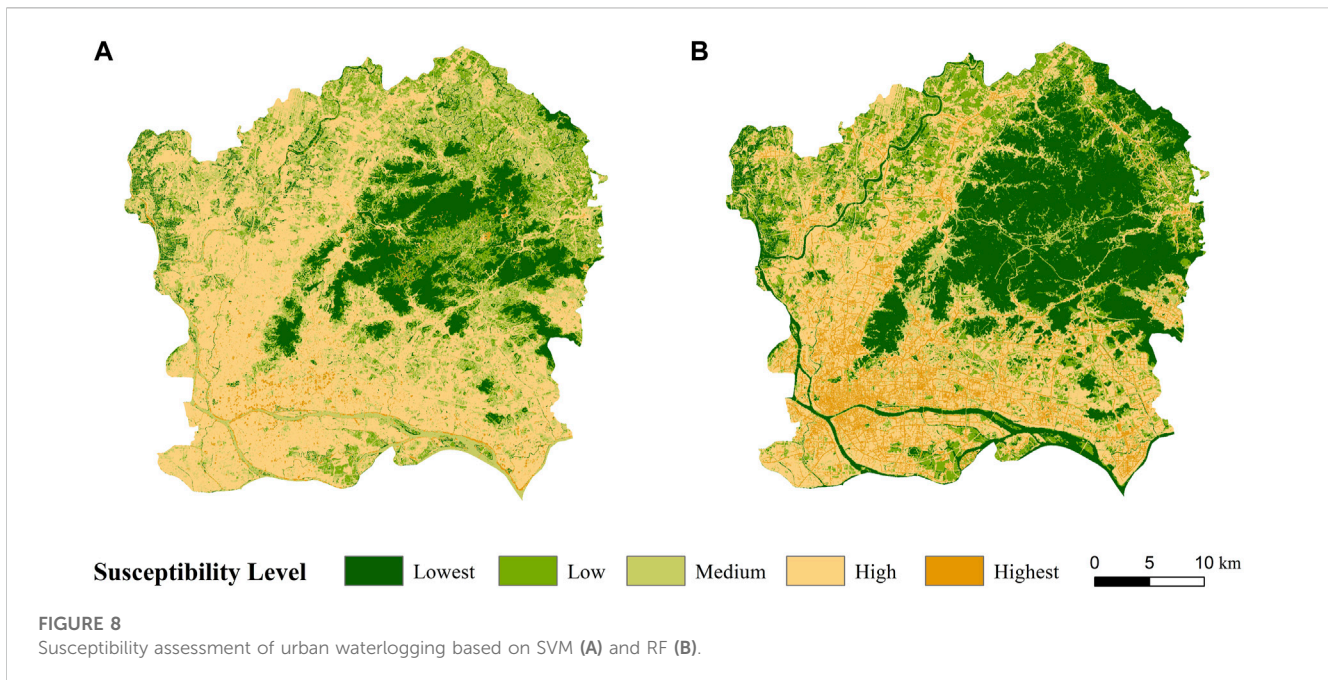 A
B
Susceptibility Level Lowest Low Medium High Highest 0 5 10 km
FIGURE 8
Susceptibility assessment of urban waterlogging based on SVM (A) and RF (B).